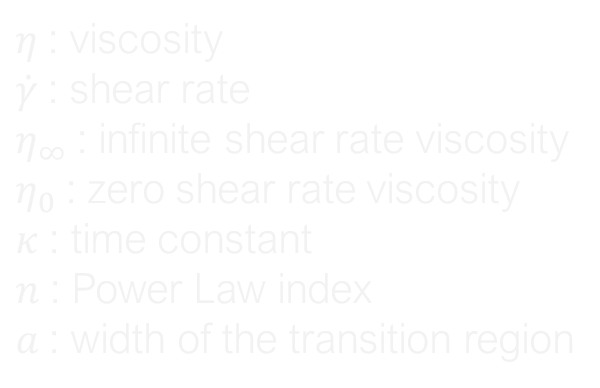 η : viscosity
γ̇ : shear rate
η∞ : infinite shear rate viscosity
η0 : zero shear rate viscosity
κ : time constant
n : Power Law index
a : width of the transition region